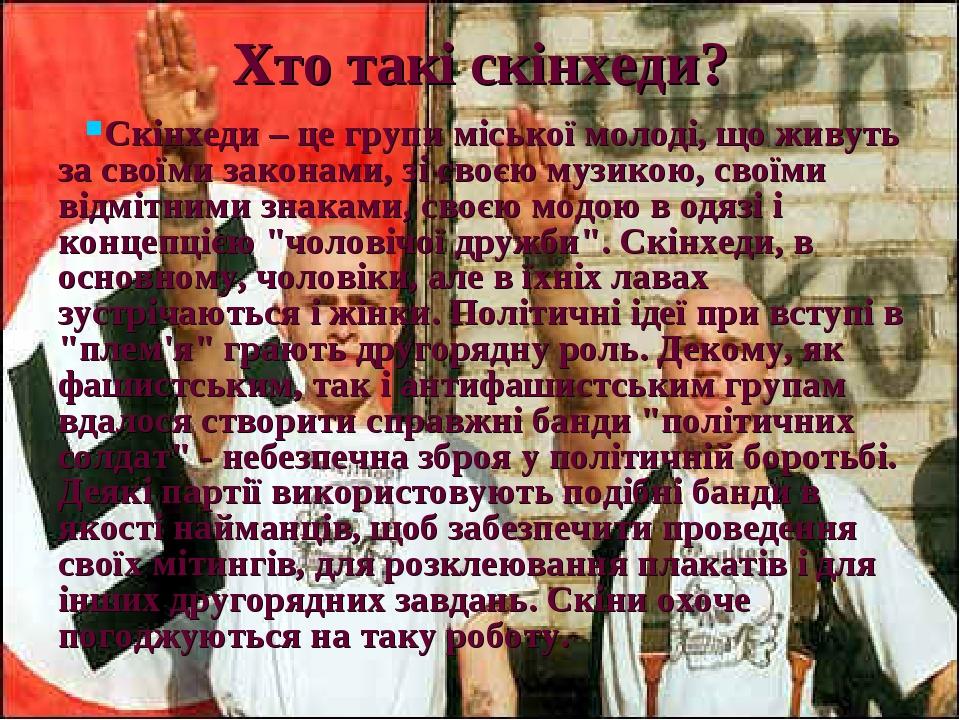 Хто такі скінхеди?
Скінхеди – це групи міської молоді, що живуть
за своїми законами, зі своєю музикою, своїми
відмітними знаками, своєю модою в одязі і
концепцією "чоловічої дружби". Скінхеди, в
основному, чоловіки, але в їхніх лавах
зустрічаються і жінки. Політичні ідеї при вступі в
"плем'я" грають другорядну роль. Декому, як
фашистським, так і антифашистським групам
вдалося створити справжні банди "політичних
солдат" - небезпечна зброя у політичній боротьбі.
Деякі партії використовують подібні банди в
якості найманців, щоб забезпечити проведення
своїх мітингів, для розклеювання плакатів і для
інших другорядних завдань. Скіни охоче
погоджуються на таку роботу.